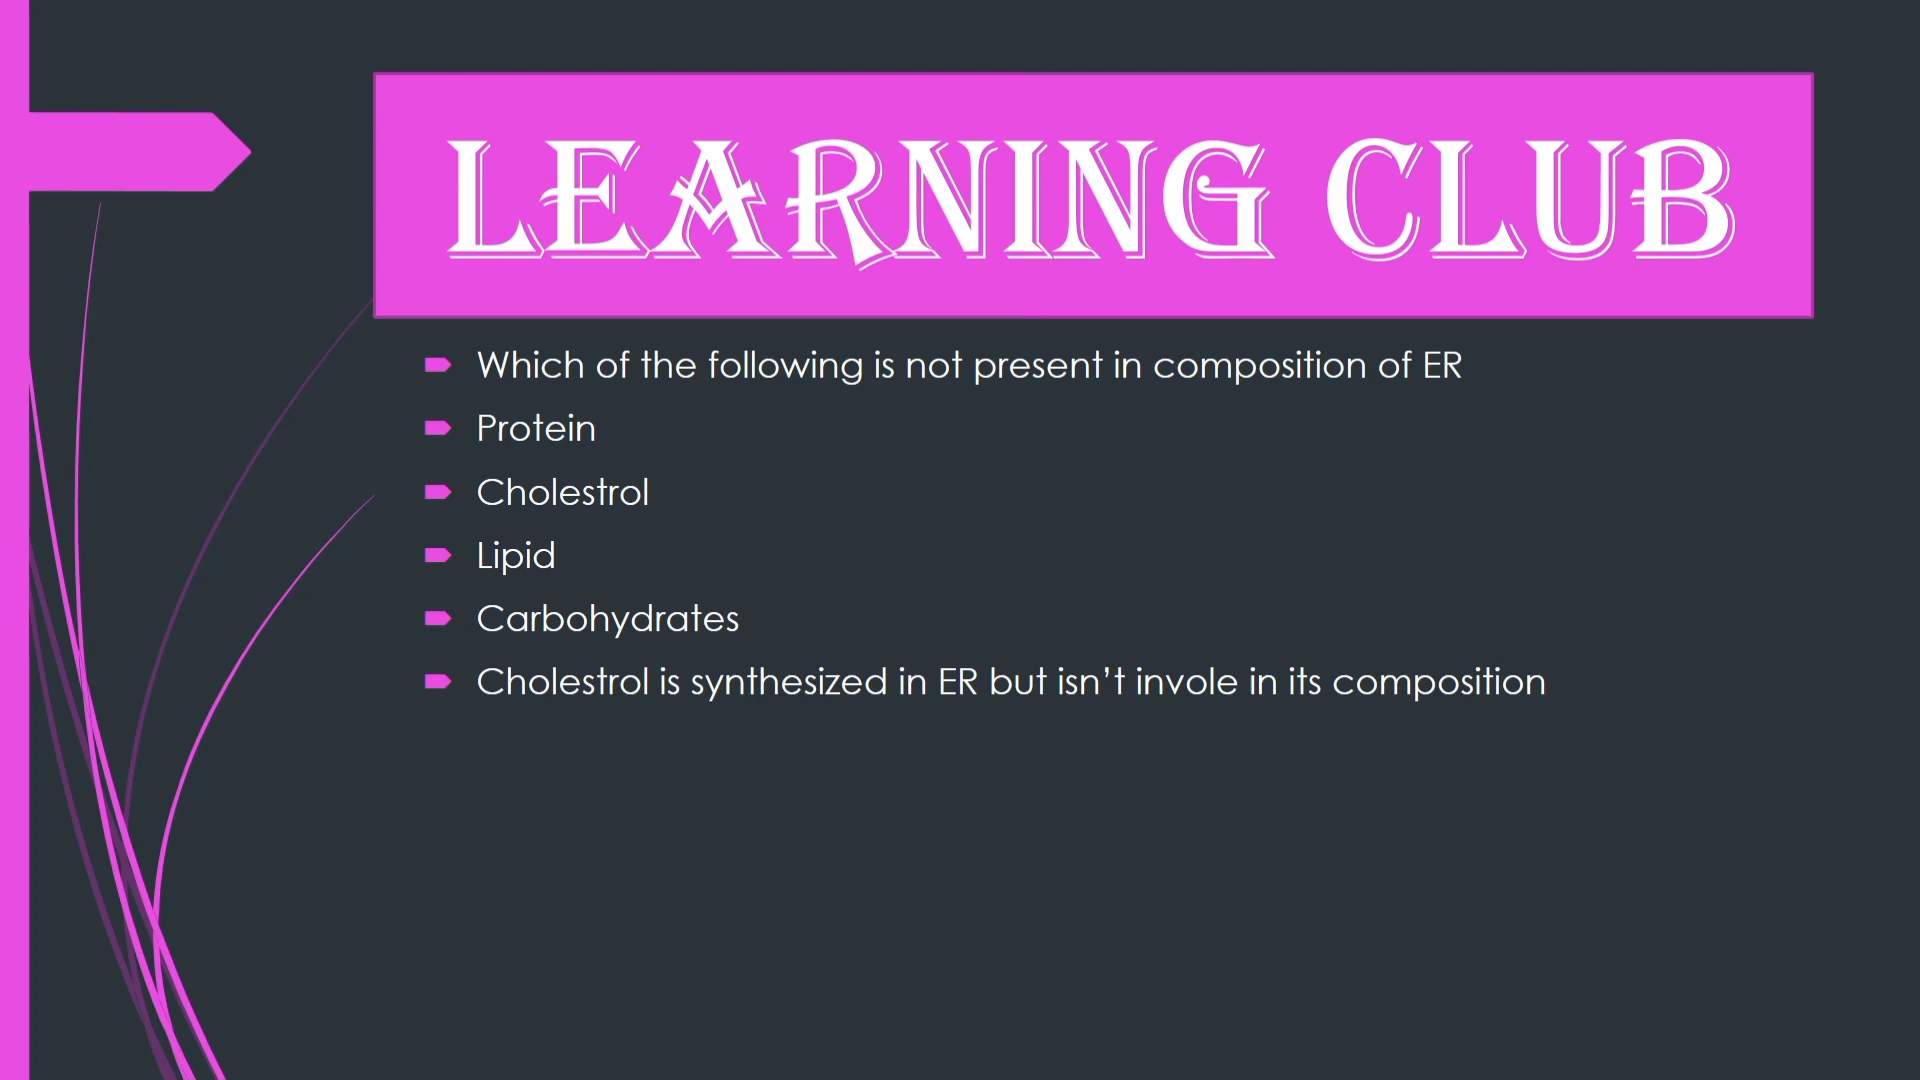 LEARNING CLUB
Which of the following is not present in composition of ER
Protein
Cholestrol
Lipid
Carbohydrates
Cholestrol is synthesized in ER but isn’t invole in its composition